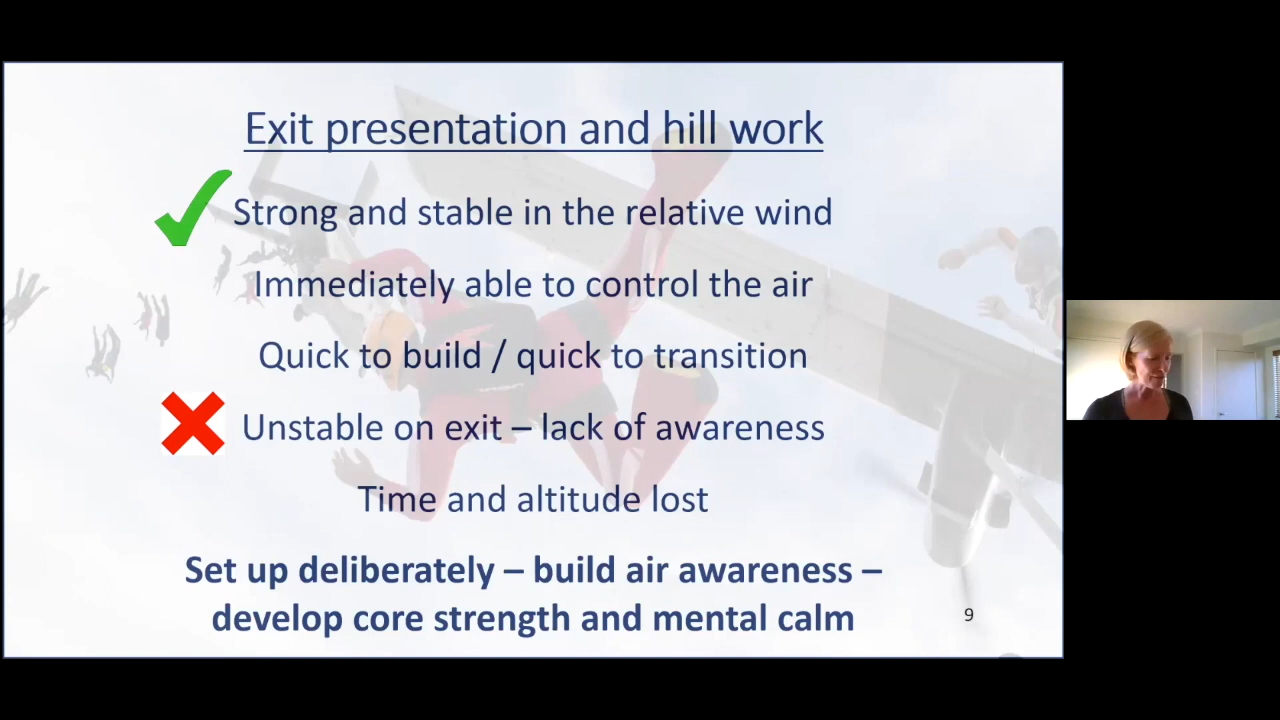 Exit presentation and hill work
Strong and stable in the relative wind
Immediately able to control the air
Quick to build / quick to transition
Unstable on exit – lack of awareness
Time and altitude lost
Set up deliberately – build air awareness –
develop core strength and mental calm
9